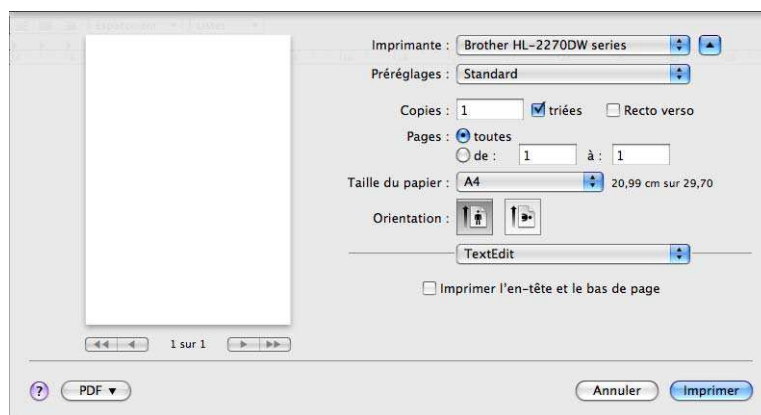 Imprimante : Brother HL-2270DW series
Préréglages : Standard
Copies : 1 triées Recto verso
Pages : toutes
de : 1 à : 1
Taille du papier : A4 20,99 cm sur 29,70
Orientation :
TextEdit
Imprimer l'en-tête et le bas de page
1 sur 1
? PDF Annuler Imprimer